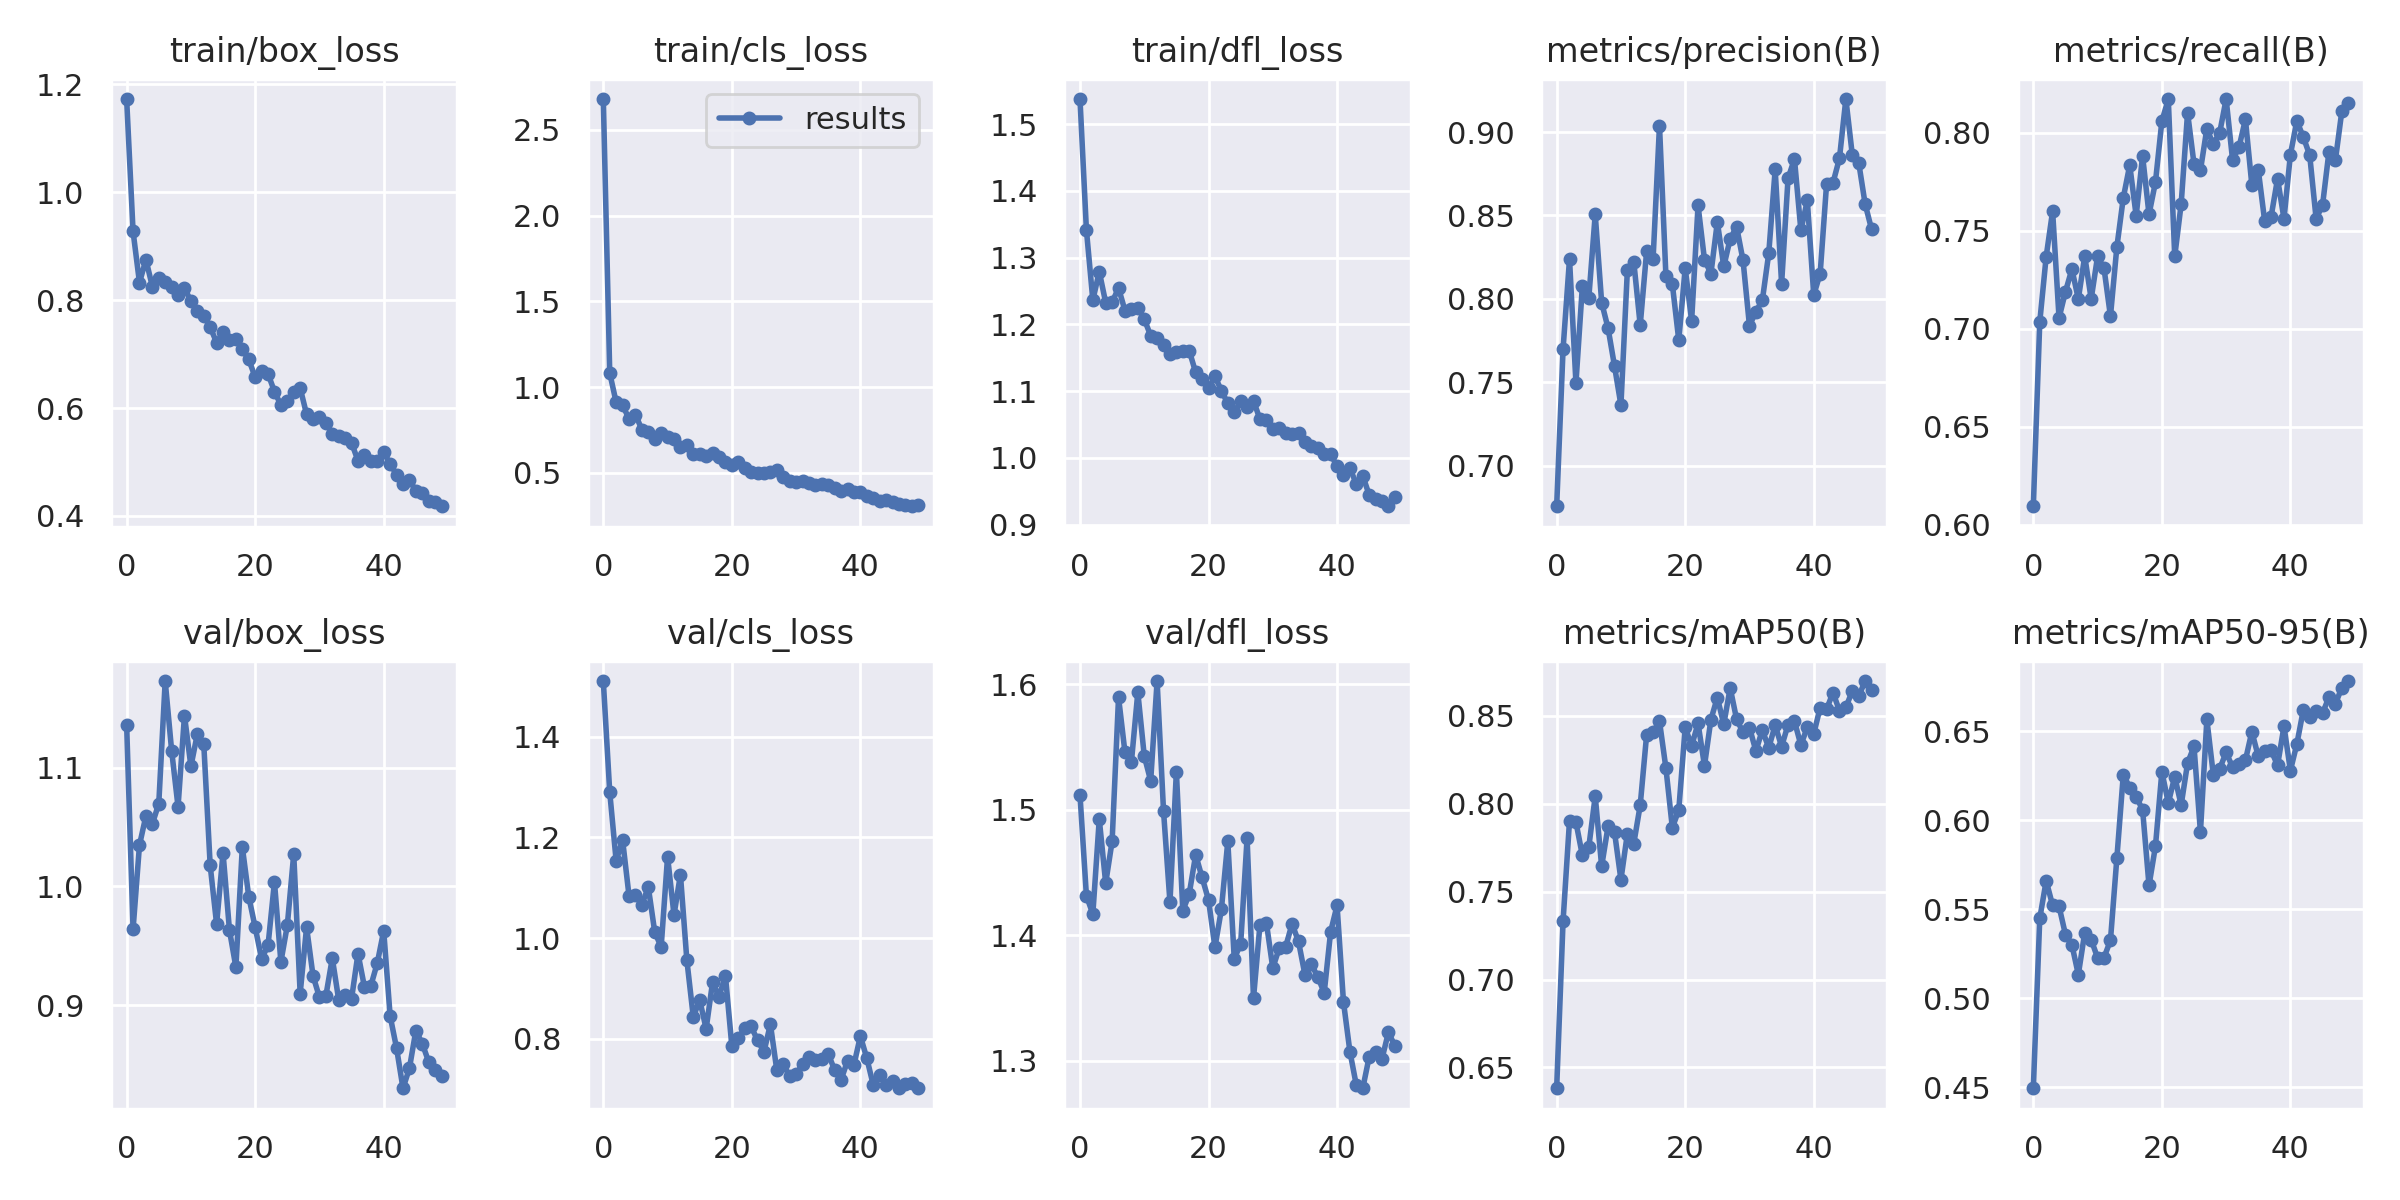 train/box_loss
1.2
1.0
0.8
0.6
0.4
0 20 40
train/cls_loss
results
2.5
2.0
1.5
1.0
0.5
0 20 40
train/dfl_loss
1.5
1.4
1.3
1.2
1.1
1.0
0.9
0 20 40
metrics/precision(B)
0.90
0.85
0.80
0.75
0.70
0 20 40
metrics/recall(B)
0.80
0.75
0.70
0.65
0.60
0 20 40
val/box_loss
1.1
1.0
0.9
0 20 40
val/cls_loss
1.4
1.2
1.0
0.8
0 20 40
val/dfl_loss
1.6
1.5
1.4
1.3
0 20 40
metrics/mAP50(B)
0.85
0.80
0.75
0.70
0.65
0 20 40
metrics/mAP50-95(B)
0.65
0.60
0.55
0.50
0.45
0 20 40